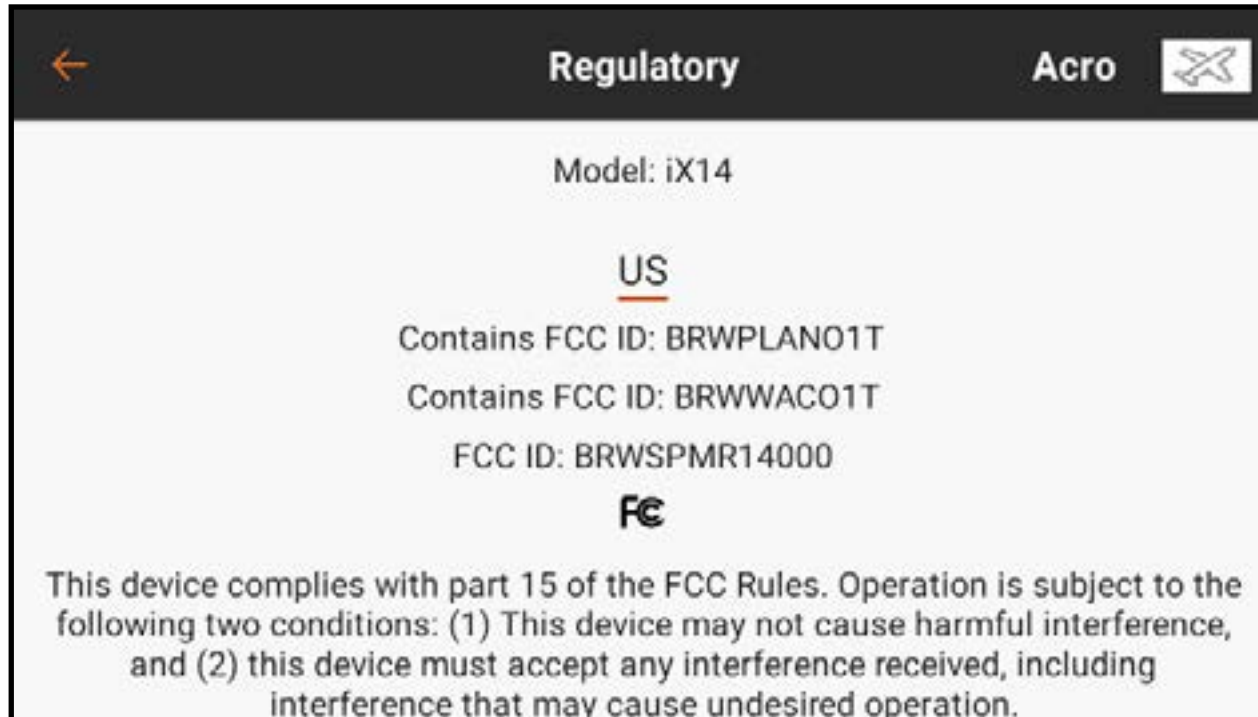 Regulatory
Acro
Model: iX14
US
Contains FCC ID: BRWPLANO1T
Contains FCC ID: BRWWACO1T
FCC ID: BRWSPMR14000
FC
This device complies with part 15 of the FCC Rules. Operation is subject to the
following two conditions: (1) This device may not cause harmful interference,
and (2) this device must accept any interference received, including
interference that may cause undesired operation.